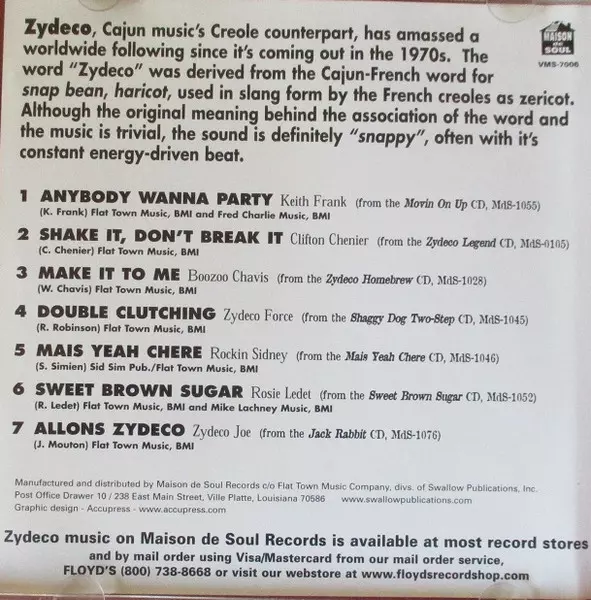 Zydeco, Cajun music's Creole counterpart, has amassed a
worldwide following since it's coming out in the 1970s. The
word "Zydeco" was derived from the Cajun-French word for
snap bean, haricot, used in slang form by the French creoles as zericot.
Although the original meaning behind the association of the word and
the music is trivial, the sound is definitely "snappy", often with it's
constant energy-driven beat.
MAISON
de
SOUL
VMS-7006
1 ANYBODY WANNA PARTY Keith Frank (from the Movin On Up CD, MdS-1055)
(K. Frank) Flat Town Music, BMI and Fred Charlie Music, BMI
2 SHAKE IT, DON'T BREAK IT Clifton Chenier (from the Zydeco Legend CD, MdS-0105)
(C. Chenier) Flat Town Music, BMI
3 MAKE IT TO ME Boozoo Chavis (from the Zydeco Homebrew CD, MdS-1028)
(W. Chavis) Flat Town Music, BMI
4 DOUBLE CLUTCHING Zydeco Force (from the Shaggy Dog Two-Step CD, MdS-1045)
(R. Robinson) Flat Town Music, BMI
5 MAIS YEAH CHERE Rockin Sidney (from the Mais Yeah Chere CD, MdS-1046)
(S. Simien) Sid Sim Pub./Flat Town Music, BMI
6 SWEET BROWN SUGAR Rosie Ledet (from the Sweet Brown Sugar CD, MdS-1052)
(R. Ledet) Flat Town Music, BMI and Mike Lachney Music, BMI
7 ALLONS ZYDECO Zydeco Joe (from the Jack Rabbit CD, MdS-1076)
(J. Mouton) Flat Town Music, BMI
Manufactured and distributed by Maison de Soul Records c/o Flat Town Music Company, divs. of Swallow Publications, Inc.
Post Office Drawer 10 / 238 East Main Street, Ville Platte, Louisiana 70586 www.swallowpublications.com
Graphic design - Accupress - www.accupress.com
Zydeco music on Maison de Soul Records is available at most record stores
and by mail order using Visa/Mastercard from our mail order service,
FLOYD'S (800) 738-8668 or visit our webstore at www.floydsrecordshop.com